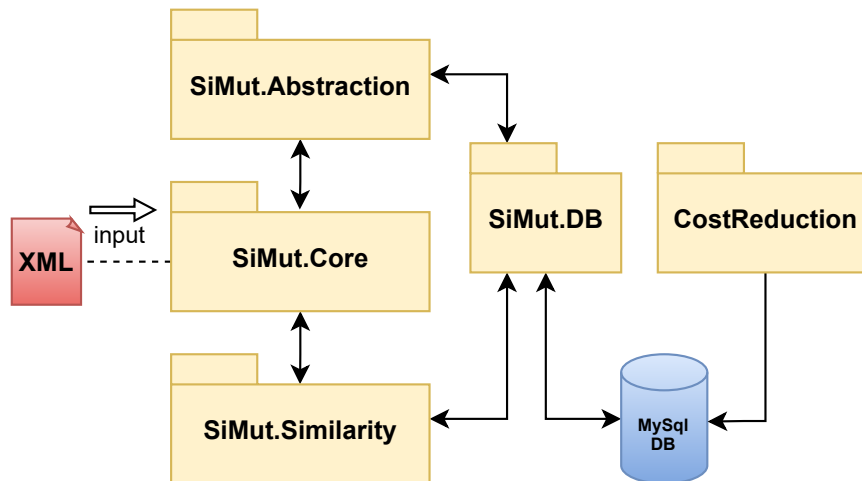 SiMut.Abstraction
SiMut.DB
CostReduction
input
XML
SiMut.Core
SiMut.Similarity
MySql
DB